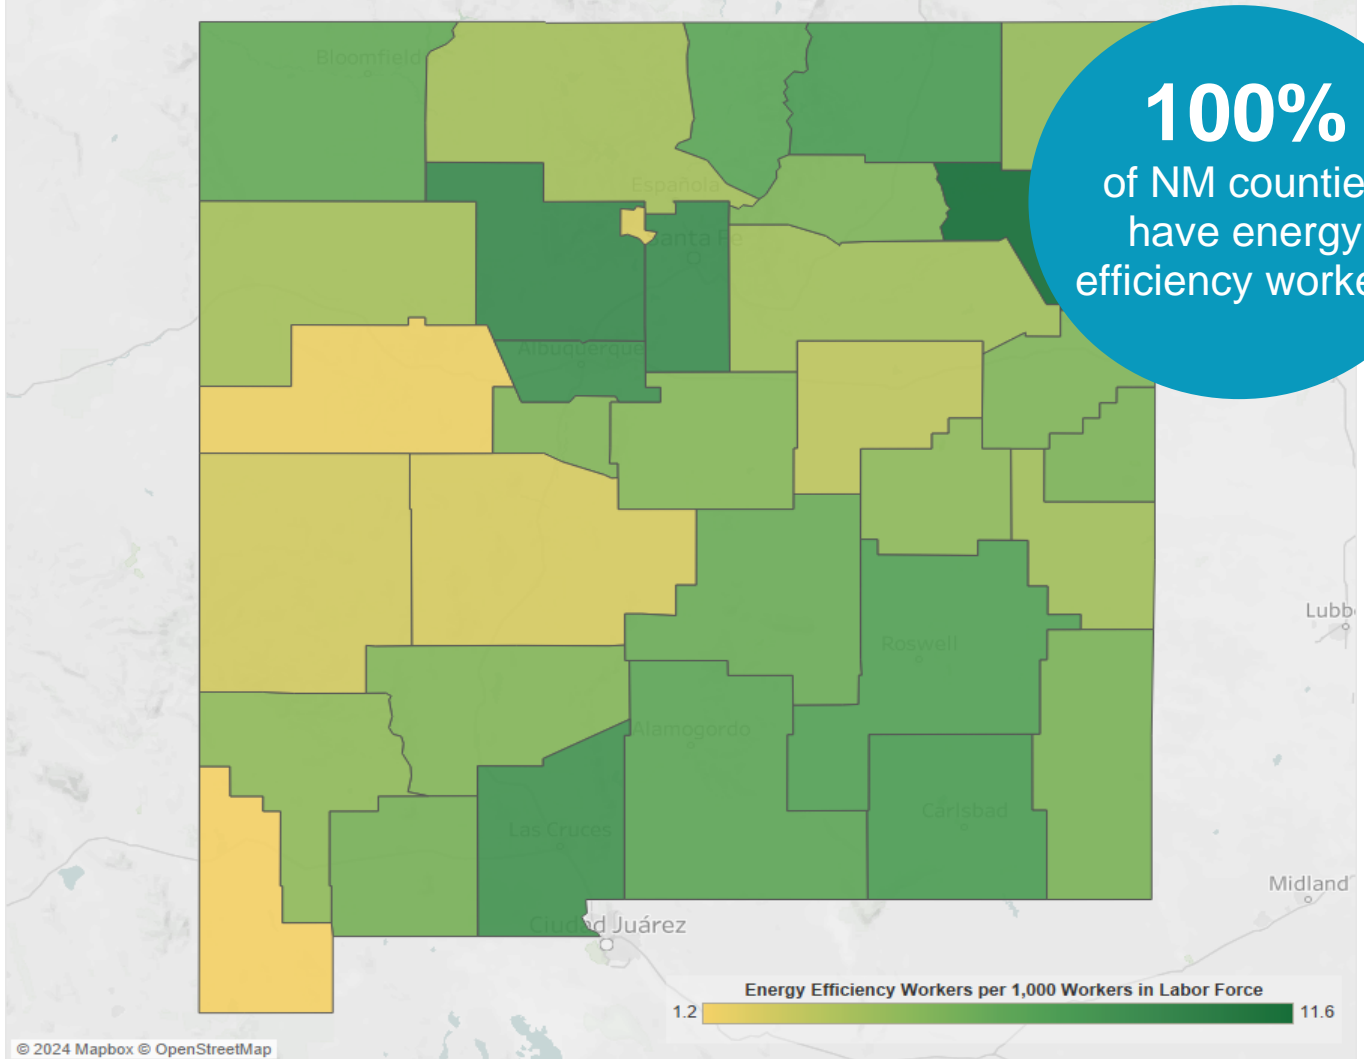 Bloomfield
100%
of NM countie
have energy
efficiency worke
Española
anta Fe
Albuquerque
Lubb
Roswell
Alamogordo
Carlsbad
Las Cruces
Midland
Ciudad Juárez
Energy Efficiency Workers per 1,000 Workers in Labor Force
1.2
11.6
© 2024 Mapbox © OpenStreetMap